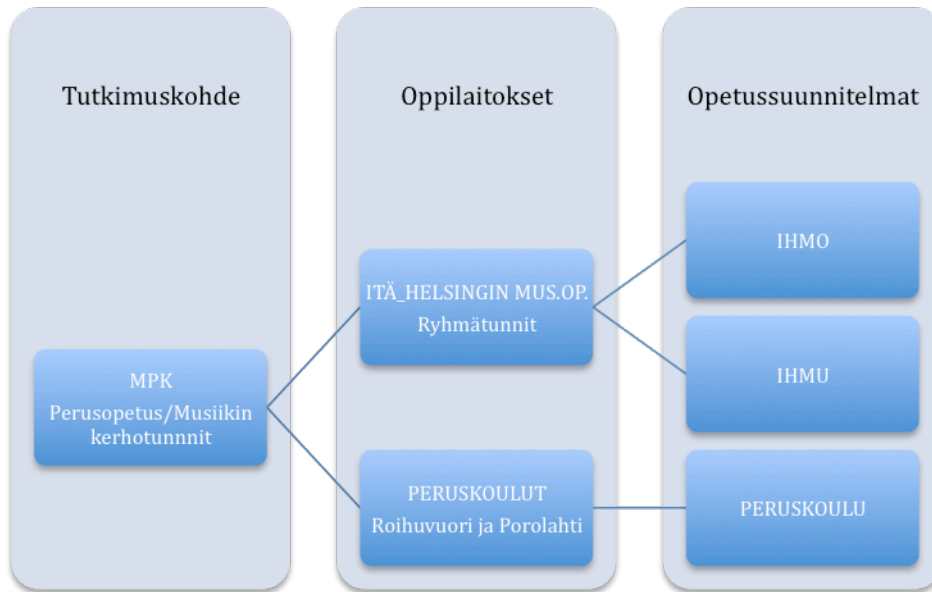 Tutkimuskohde
MPK
Perusopetus/Musiikin
kerhotunnnit
Oppilaitokset
ITÄ_HELSINGIN MUS.OP.
Ryhmätunnit
PERUSKOULUT
Roihuvuori ja Porolahti
Opetussuunnitelmat
IHMO
IHMU
PERUSKOULU